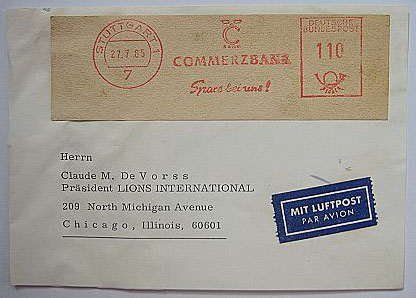 STUTTGART 1
27.7.65
7
C
BANK
COMMERZBANK
Spare bei uns!
DEUTSCHE
BUNDESPOST
110
Herrn
Claude M. DeVorss
Präsident LIONS INTERNATIONAL
209 North Michigan Avenue
Chicago, Illinois, 60601
MIT LUFTPOST
PAR AVION